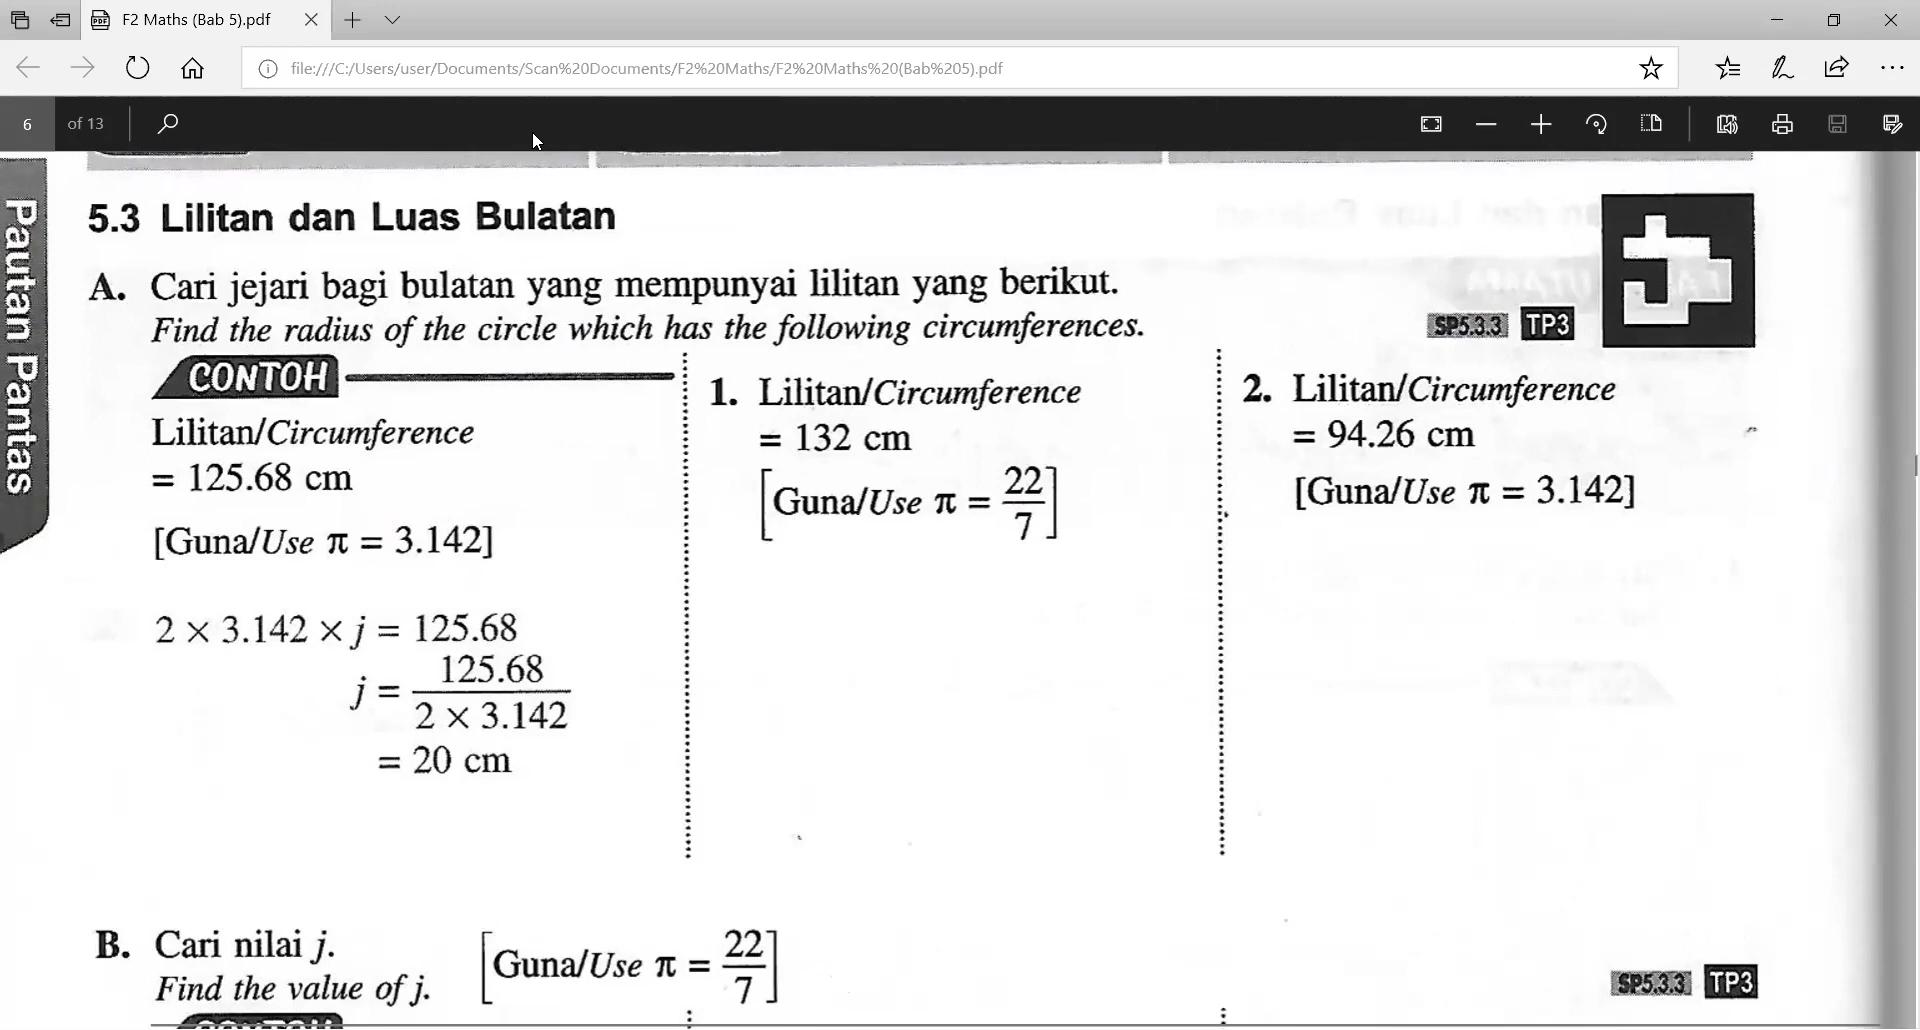 F2 Maths (Bab 5).pdf
file:///C:/Users/user/Documents/Scan%20Documents/F2%20Maths/F2%20Maths%20(Bab%205).pdf
6 of 13
Pautan Pantas
5.3 Lilitan dan Luas Bulatan
A. Cari jejari bagi bulatan yang mempunyai lilitan yang berikut.
Find the radius of the circle which has the following circumferences.
SP5.3.3 TP3
CONTOH
Lilitan/Circumference
= 125.68 cm
[Guna/Use π = 3.142]
2 × 3.142 × j = 125.68
j = 125.68
2 × 3.142
= 20 cm
1. Lilitan/Circumference
= 132 cm
[Guna/Use π = 22/7]
2. Lilitan/Circumference
= 94.26 cm
[Guna/Use π = 3.142]
B. Cari nilai j.
Find the value of j.
[Guna/Use π = 22/7]
SP5.3.3 TP3